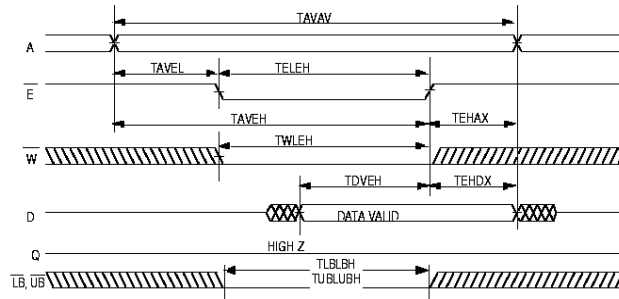 TAVAV
A
TAVEL TELEH
E
TAVEH TEHAX
TWLEH
W
TDVEH TEHDX
D DATA VALID
Q HIGH Z
TLBLBH
TUBLUBH
LB, UB